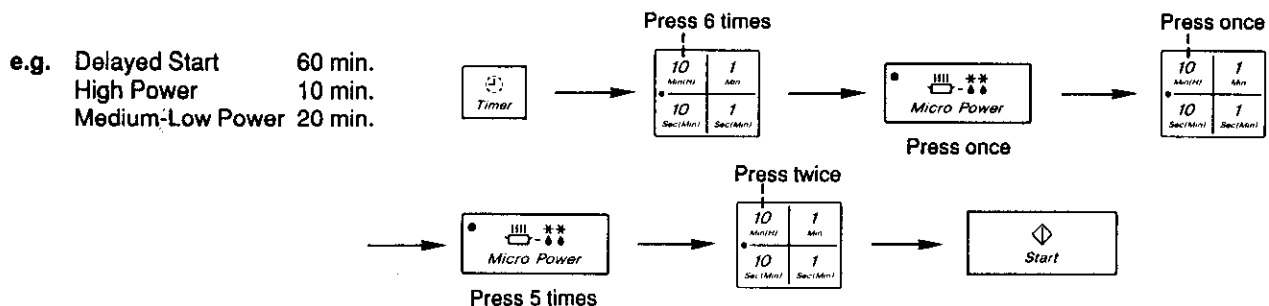 Press 6 times
Press once
e.g. Delayed Start 60 min.
High Power 10 min.
Medium-Low Power 20 min.
Timer
10 Min(H) 1 Min
10 Sec(Min) 1 Sec(Min)
Micro Power
Press once
10 Min(H) 1 Min
10 Sec(Min) 1 Sec(Min)
Press twice
Micro Power
Press 5 times
10 Min(H) 1 Min
10 Sec(Min) 1 Sec(Min)
Start